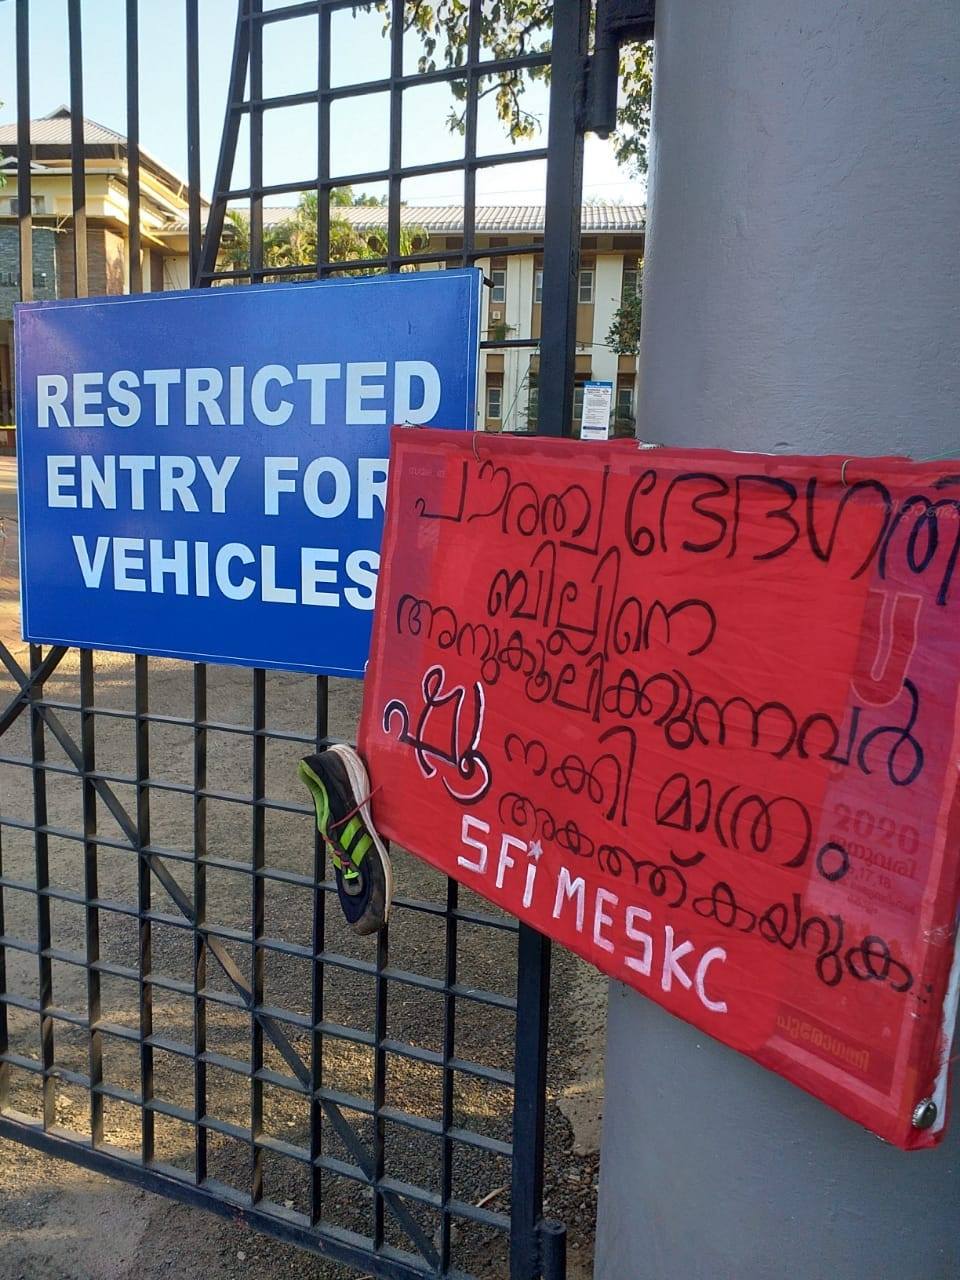 RESTRICTED
ENTRY FOR
VEHICLES
പൗരത്വ ഭേദഗതി
ബില്ലിനെ
അനുകൂലിക്കുന്നവർ
ഷൂ നക്കി മാത്രം
അകത്ത് കയറുക..
SFI MESKC
2020